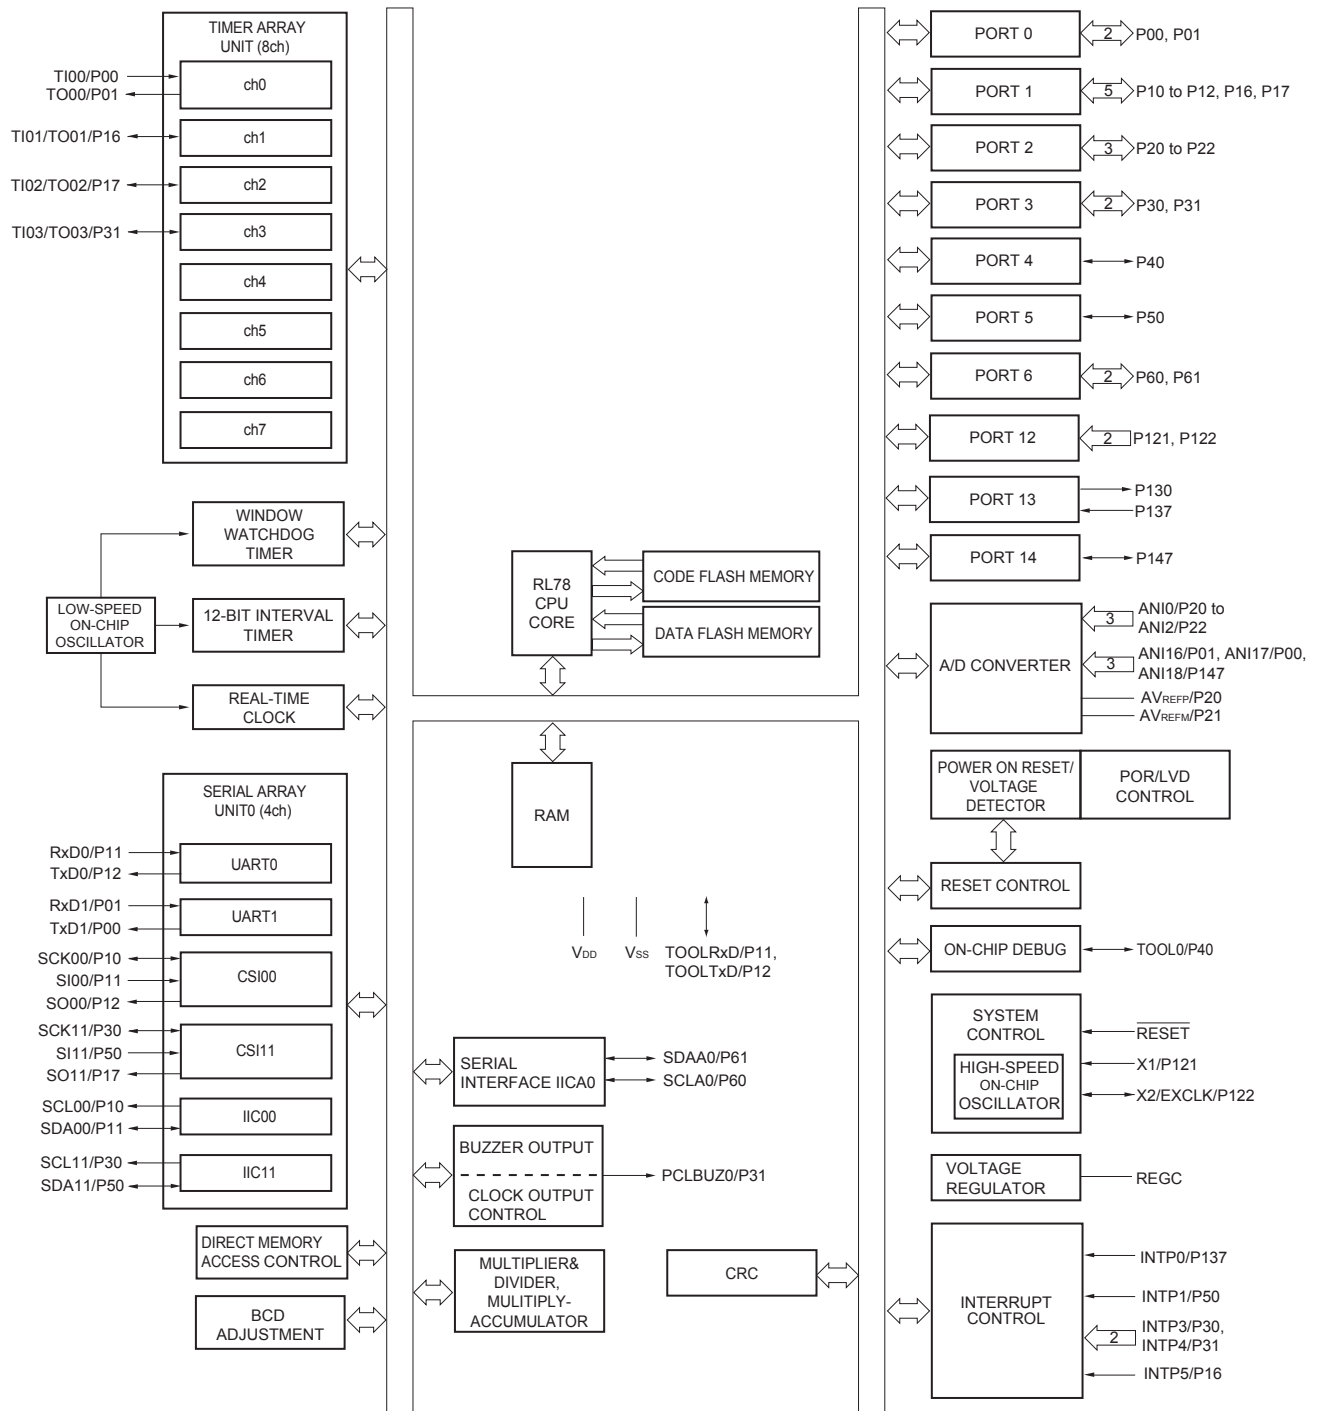 TIMER ARRAY
UNIT (8ch)
TI00/P00
TO00/P01
ch0
TI01/TO01/P16
ch1
TI02/TO02/P17
ch2
TI03/TO03/P31
ch3
ch4
ch5
ch6
ch7
WINDOW
WATCHDOG
TIMER
LOW-SPEED
ON-CHIP
OSCILLATOR
12-BIT INTERVAL
TIMER
REAL-TIME
CLOCK
SERIAL ARRAY
UNIT0 (4ch)
RxD0/P11
TxD0/P12
UART0
RxD1/P01
TxD1/P00
UART1
SCK00/P10
SI00/P11
SO00/P12
CSI00
SCK11/P30
SI11/P50
SO11/P17
CSI11
SCL00/P10
SDA00/P11
IIC00
SCL11/P30
SDA11/P50
IIC11
DIRECT MEMORY
ACCESS CONTROL
BCD
ADJUSTMENT
RL78
CPU
CORE
CODE FLASH MEMORY
DATA FLASH MEMORY
RAM
VDD
VSS
TOOLRxD/P11,
TOOLTxD/P12
SERIAL
INTERFACE IICA0
SDAA0/P61
SCLA0/P60
BUZZER OUTPUT
CLOCK OUTPUT
CONTROL
PCLBUZ0/P31
MULTIPLIER&
DIVIDER,
MULITIPLY-
ACCUMULATOR
CRC
PORT 0
2
P00, P01
PORT 1
5
P10 to P12, P16, P17
PORT 2
3
P20 to P22
PORT 3
2
P30, P31
PORT 4
P40
PORT 5
P50
PORT 6
2
P60, P61
PORT 12
2
P121, P122
PORT 13
P130
P137
PORT 14
P147
A/D CONVERTER
3
ANI0/P20 to
ANI2/P22
3
ANI16/P01, ANI17/P00,
ANI18/P147
AVREFP/P20
AVREFM/P21
POWER ON RESET/
VOLTAGE
DETECTOR
POR/LVD
CONTROL
RESET CONTROL
ON-CHIP DEBUG
TOOL0/P40
SYSTEM
CONTROL
HIGH-SPEED
ON-CHIP
OSCILLATOR
RESET
X1/P121
X2/EXCLK/P122
VOLTAGE
REGULATOR
REGC
INTERRUPT
CONTROL
INTP0/P137
INTP1/P50
2
INTP3/P30,
INTP4/P31
INTP5/P16